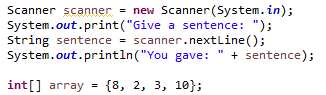 Scanner scanner = new Scanner(System.in);
System.out.print("Give a sentence: ");
String sentence = scanner.nextLine();
System.out.println("You gave: " + sentence);
int[] array = {8, 2, 3, 10};